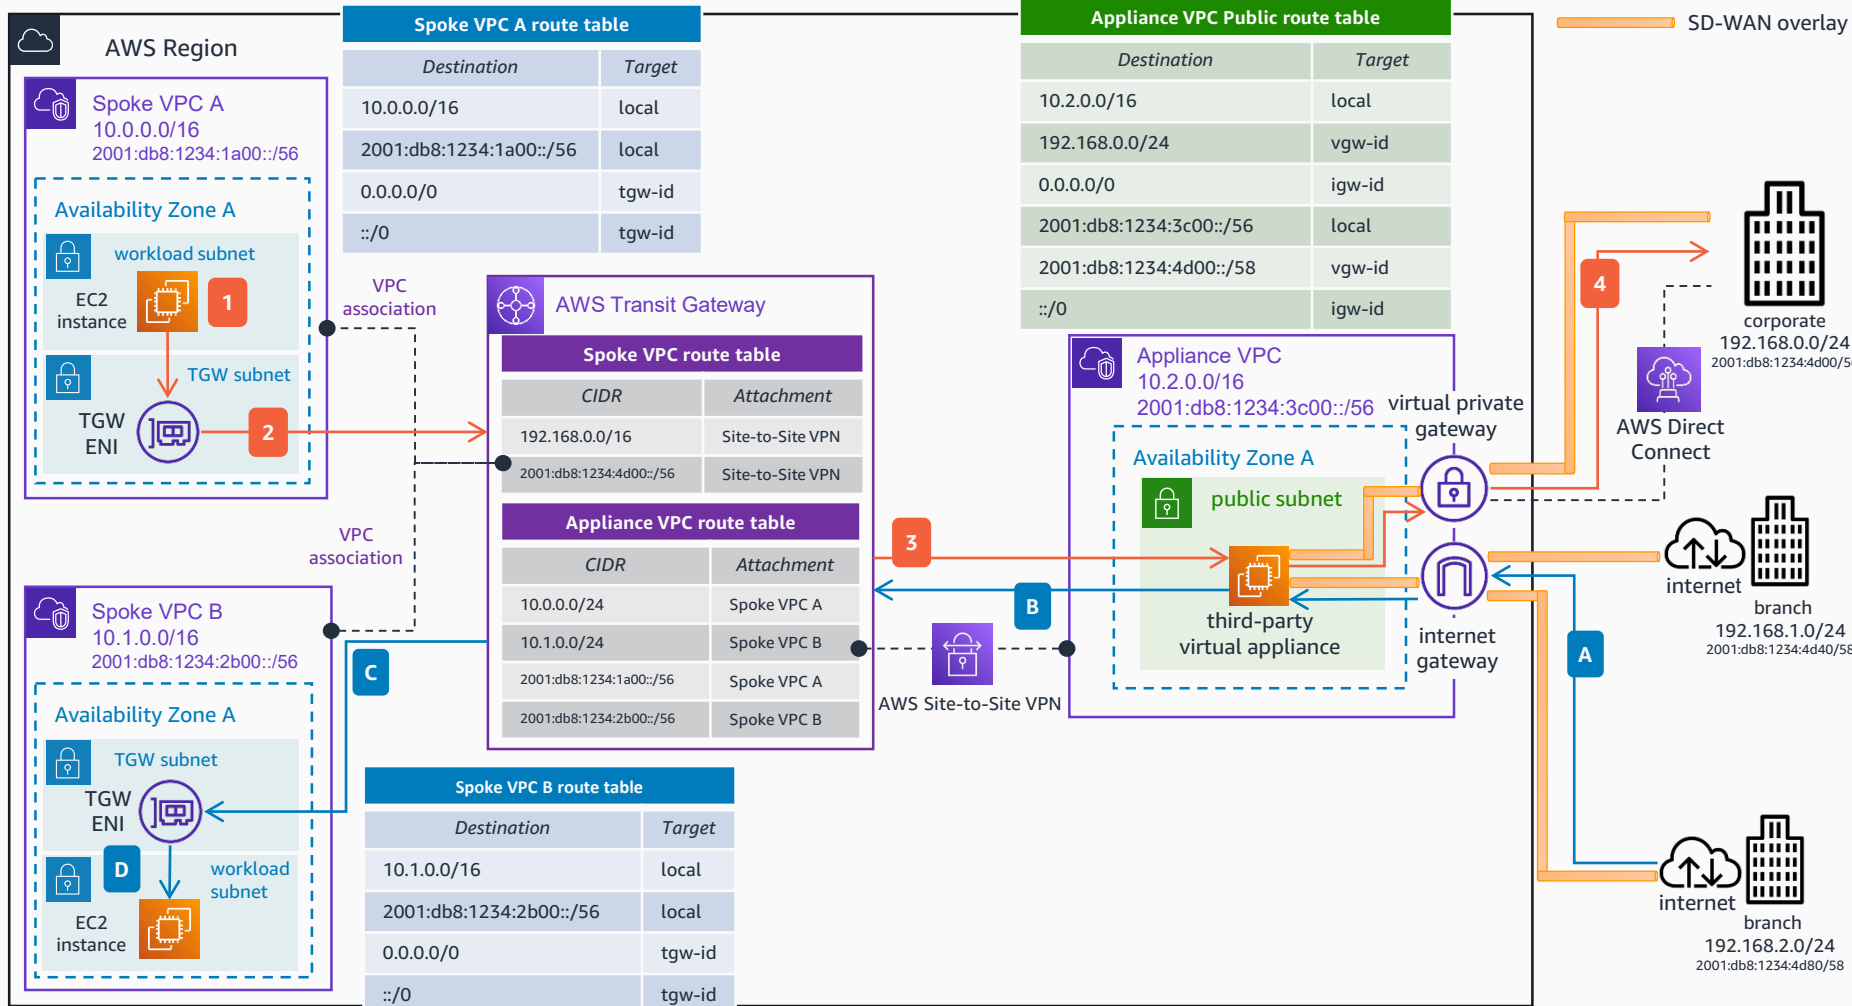 AWS Region
Spoke VPC A
10.0.0.0/16
2001:db8:1234:1a00::/56
Availability Zone A
workload subnet
EC2
instance
1
TGW subnet
TGW
ENI
2
Spoke VPC A route table
Destination Target
10.0.0.0/16 local
2001:db8:1234:1a00::/56 local
0.0.0.0/0 tgw-id
::/0 tgw-id
VPC
association
VPC
association
Spoke VPC B
10.1.0.0/16
2001:db8:1234:2b00::/56
Availability Zone A
TGW subnet
TGW
ENI
D
workload
subnet
EC2
instance
C
AWS Transit Gateway
Spoke VPC route table
CIDR Attachment
192.168.0.0/16 Site-to-Site VPN
2001:db8:1234:4d00::/56 Site-to-Site VPN
Appliance VPC route table
CIDR Attachment
10.0.0.0/24 Spoke VPC A
10.1.0.0/24 Spoke VPC B
2001:db8:1234:1a00::/56 Spoke VPC A
2001:db8:1234:2b00::/56 Spoke VPC B
Spoke VPC B route table
Destination Target
10.1.0.0/16 local
2001:db8:1234:2b00::/56 local
0.0.0.0/0 tgw-id
::/0 tgw-id
3
B
AWS Site-to-Site VPN
Appliance VPC Public route table
Destination Target
10.2.0.0/16 local
192.168.0.0/24 vgw-id
0.0.0.0/0 igw-id
2001:db8:1234:3c00::/56 local
2001:db8:1234:4d00::/58 vgw-id
::/0 igw-id
Appliance VPC
10.2.0.0/16
2001:db8:1234:3c00::/56
Availability Zone A
public subnet
third-party
virtual appliance
virtual private
gateway
internet
gateway
SD-WAN overlay
4
corporate
192.168.0.0/24
2001:db8:1234:4d00/56
AWS Direct
Connect
internet
branch
192.168.1.0/24
2001:db8:1234:4d40/58
A
internet
branch
192.168.2.0/24
2001:db8:1234:4d80/58